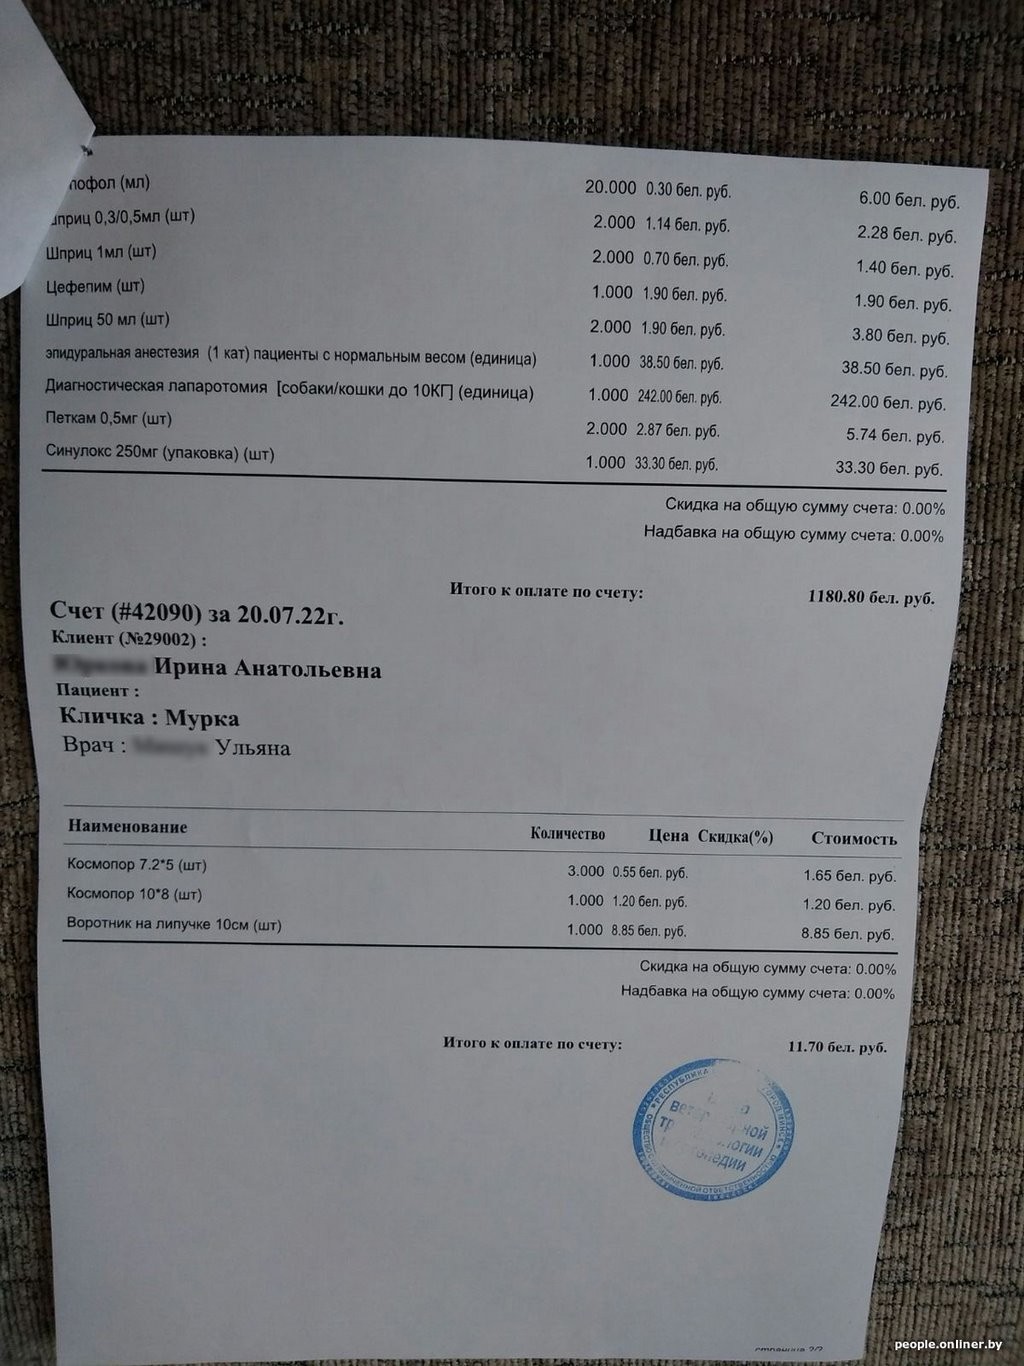 (мл) 20.000 0.30 бел. руб. 6.00 бел. руб.
0,3/0,5мл (шт) 2.000 1.14 бел. руб. 2.28 бел. руб.
Шприц 1мл (шт) 2.000 0.70 бел. руб. 1.40 бел. руб.
Цефепим (шт) 1.000 1.90 бел. руб. 1.90 бел. руб.
Шприц 50 мл (шт) 2.000 1.90 бел. руб. 3.80 бел. руб.
эпидуральная анестезия (1 кат) пациенты с нормальным весом (единица) 1.000 38.50 бел. руб. 38.50 бел. руб.
Диагностическая лапаротомия [собаки/кошки до 10КГ] (единица) 1.000 242.00 бел. руб. 242.00 бел. руб.
Петкам 0,5мг (шт) 2.000 2.87 бел. руб. 5.74 бел. руб.
Синулокс 250мг (упаковка) (шт) 1.000 33.30 бел. руб. 33.30 бел. руб.
Скидка на общую сумму счета: 0.00%
Надбавка на общую сумму счета: 0.00%
Итого к оплате по счету: 1180.80 бел. руб.
Счет (#42090) за 20.07.22г.
Клиент (№29002) :
Ирина Анатольевна
Пациент :
Кличка : Мурка
Врач : Ульяна
Наименование Количество Цена Скидка(%) Стоимость
Космопор 7.2*5 (шт) 3.000 0.55 бел. руб. 1.65 бел. руб.
Космопор 10*8 (шт) 1.000 1.20 бел. руб. 1.20 бел. руб.
Воротник на липучке 10см (шт) 1.000 8.85 бел. руб. 8.85 бел. руб.
Скидка на общую сумму счета: 0.00%
Надбавка на общую сумму счета: 0.00%
Итого к оплате по счету: 11.70 бел. руб.
РЕСПУБЛИКА
people.onliner.by